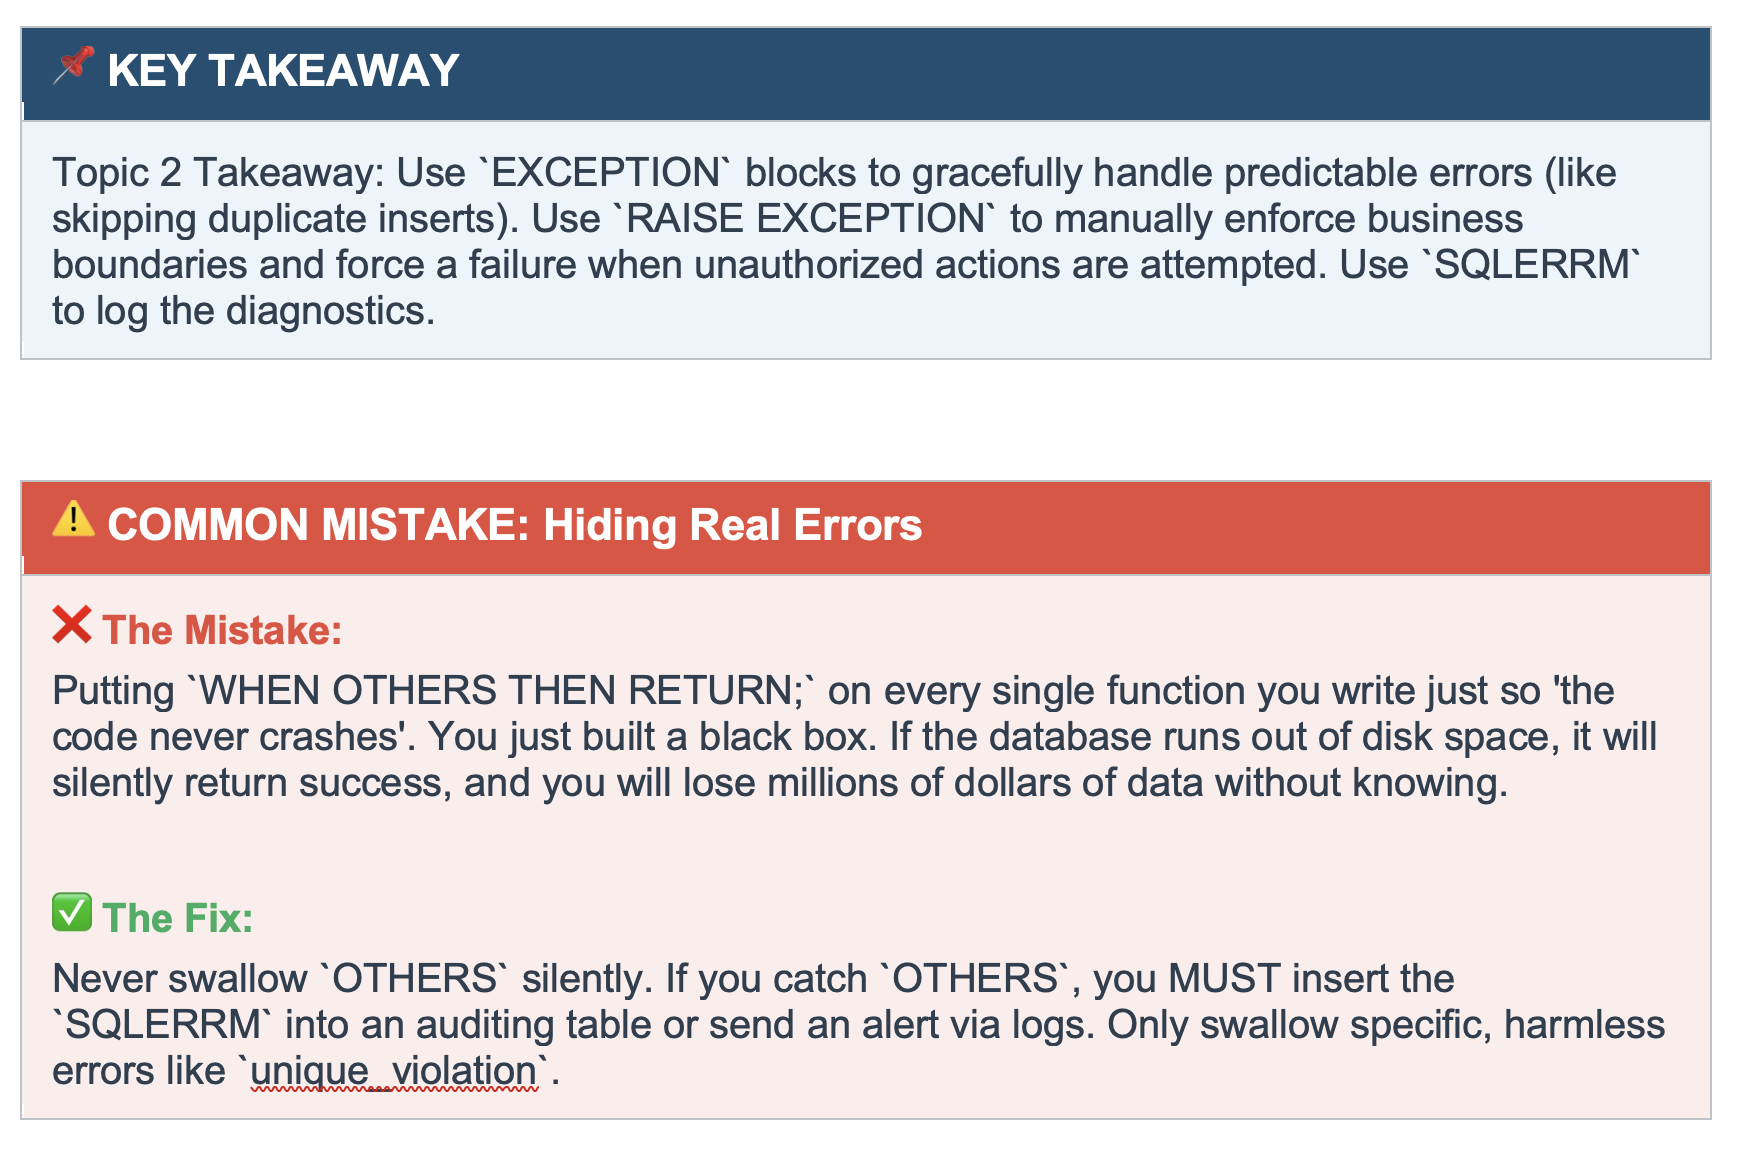 KEY TAKEAWAY
Topic 2 Takeaway: Use `EXCEPTION` blocks to gracefully handle predictable errors (like
skipping duplicate inserts). Use `RAISE EXCEPTION` to manually enforce business
boundaries and force a failure when unauthorized actions are attempted. Use `SQLERRM`
to log the diagnostics.
COMMON MISTAKE: Hiding Real Errors
The Mistake:
Putting `WHEN OTHERS THEN RETURN;` on every single function you write just so 'the
code never crashes'. You just built a black box. If the database runs out of disk space, it will
silently return success, and you will lose millions of dollars of data without knowing.
The Fix:
Never swallow `OTHERS` silently. If you catch `OTHERS`, you MUST insert the
`SQLERRM` into an auditing table or send an alert via logs. Only swallow specific, harmless
errors like `unique_violation`.